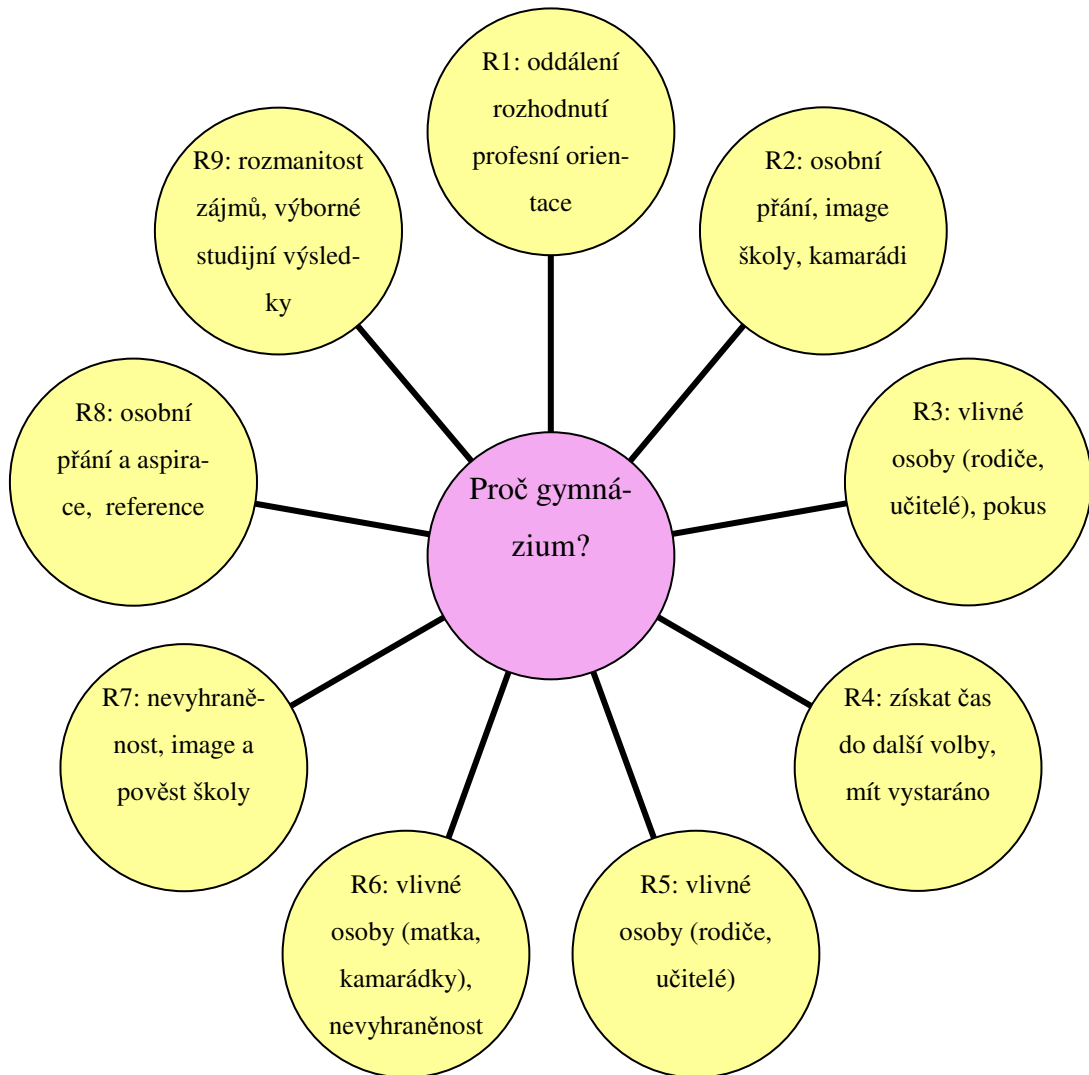 R1: oddálení
rozhodnutí
profesní orien-
tace
R2: osobní
přání, image
školy, kamarádi
R3: vlivné
osoby (rodiče,
učitelé), pokus
R4: získat čas
do další volby,
mít vystaráno
R5: vlivné
osoby (rodiče,
učitelé)
R6: vlivné
osoby (matka,
kamarádky),
nevyhraněnost
R7: nevyhraně-
nost, image a
pověst školy
R8: osobní
přání a aspira-
ce, reference
R9: rozmanitost
zájmů, výborné
studijní výsled-
ky
Proč gymná-
zium?